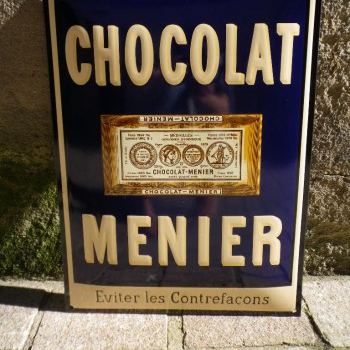 CHOCOLAT
CHOCOLAT-MENIER
MEDAILLES
CHOCOLAT-MENIER
CHOCOLAT-MENIER
MENIER
Eviter les Contrefacons